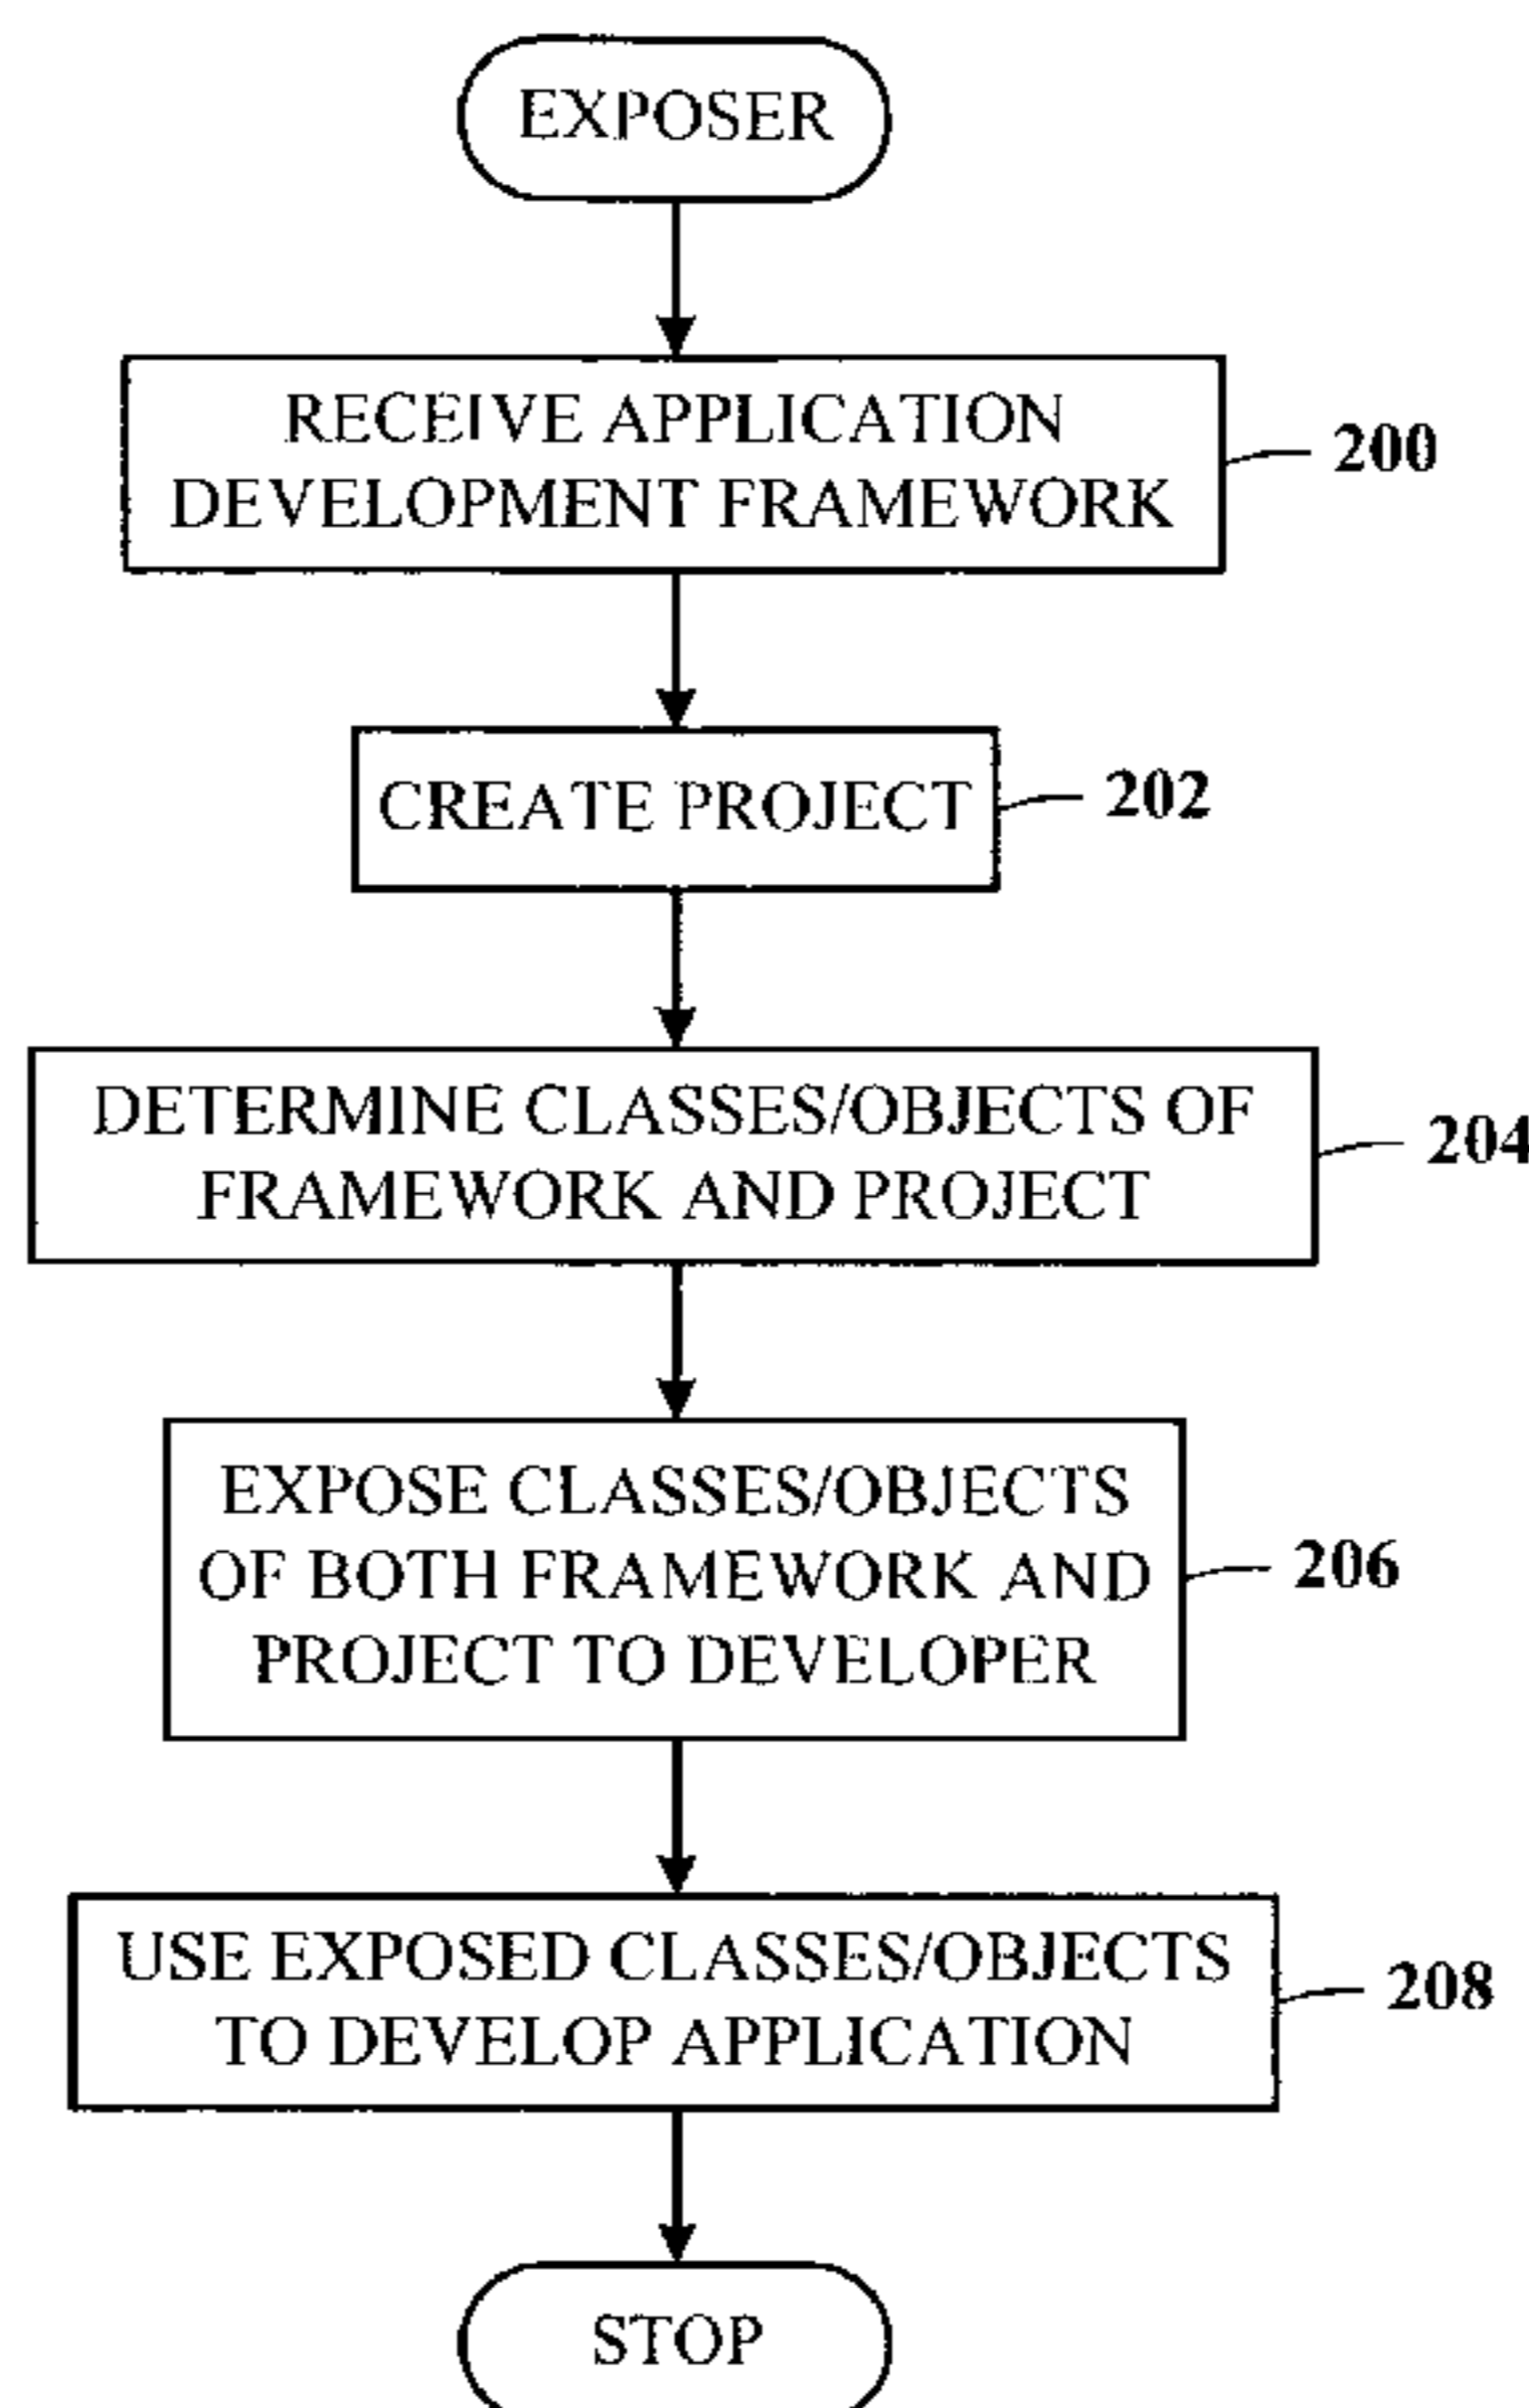 EXPOSER
RECEIVE APPLICATION
DEVELOPMENT FRAMEWORK
200
CREATE PROJECT
202
DETERMINE CLASSES/OBJECTS OF
FRAMEWORK AND PROJECT
204
EXPOSE CLASSES/OBJECTS
OF BOTH FRAMEWORK AND
PROJECT TO DEVELOPER
206
USE EXPOSED CLASSES/OBJECTS
TO DEVELOP APPLICATION
208
STOP